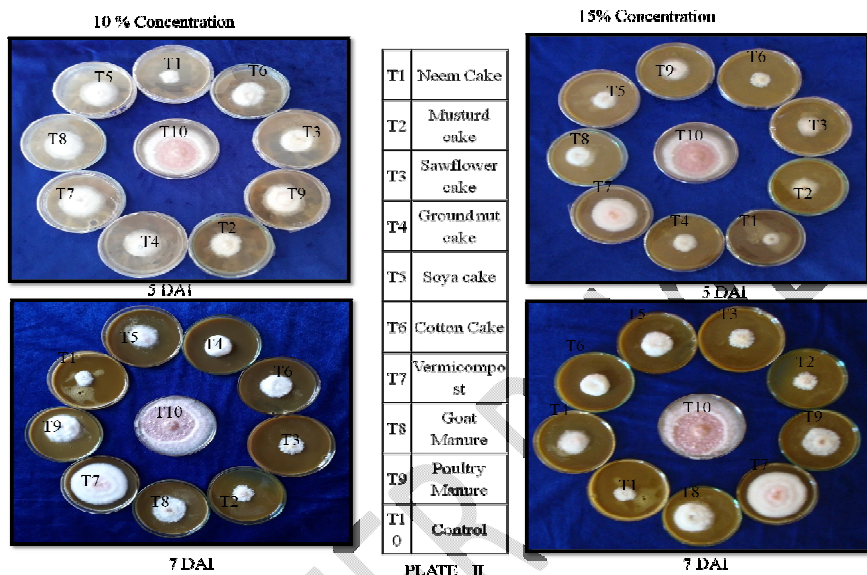 10 % Concentration
15% Concentration
T5
T1
T6
T8
T10
T3
T7
T9
T4
T2
5 DAI
T1
T5
T4
T6
T10
T9
T3
T7
T8
T2
7 DAI
T1 Neem Cake
T2 Musturd
cake
T3 Sawflower
cake
T4 Ground nut
cake
T5 Soya cake
T6 Cotton Cake
T7 Vermicompo
st
T8 Goat
Manure
T9 Poultry
Manure
T1
0 Control
PLATE II
T9
T6
T5
T3
T8
T10
T2
T7
T4
T1
5 DAI
T5
T3
T6
T2
T10
T9
T7
T1
T8
7 DAI